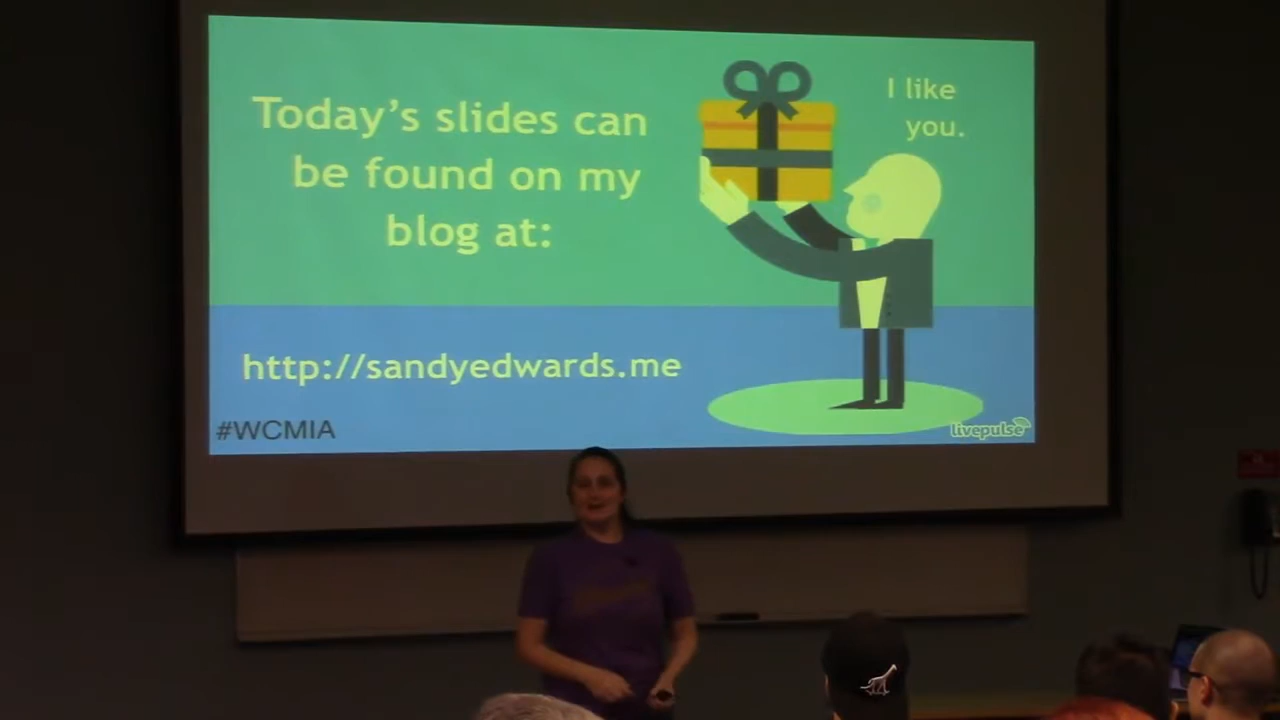 Today's slides can
be found on my
blog at:
I like
you.
http://sandyedwards.me
#WCMIA
livepulse